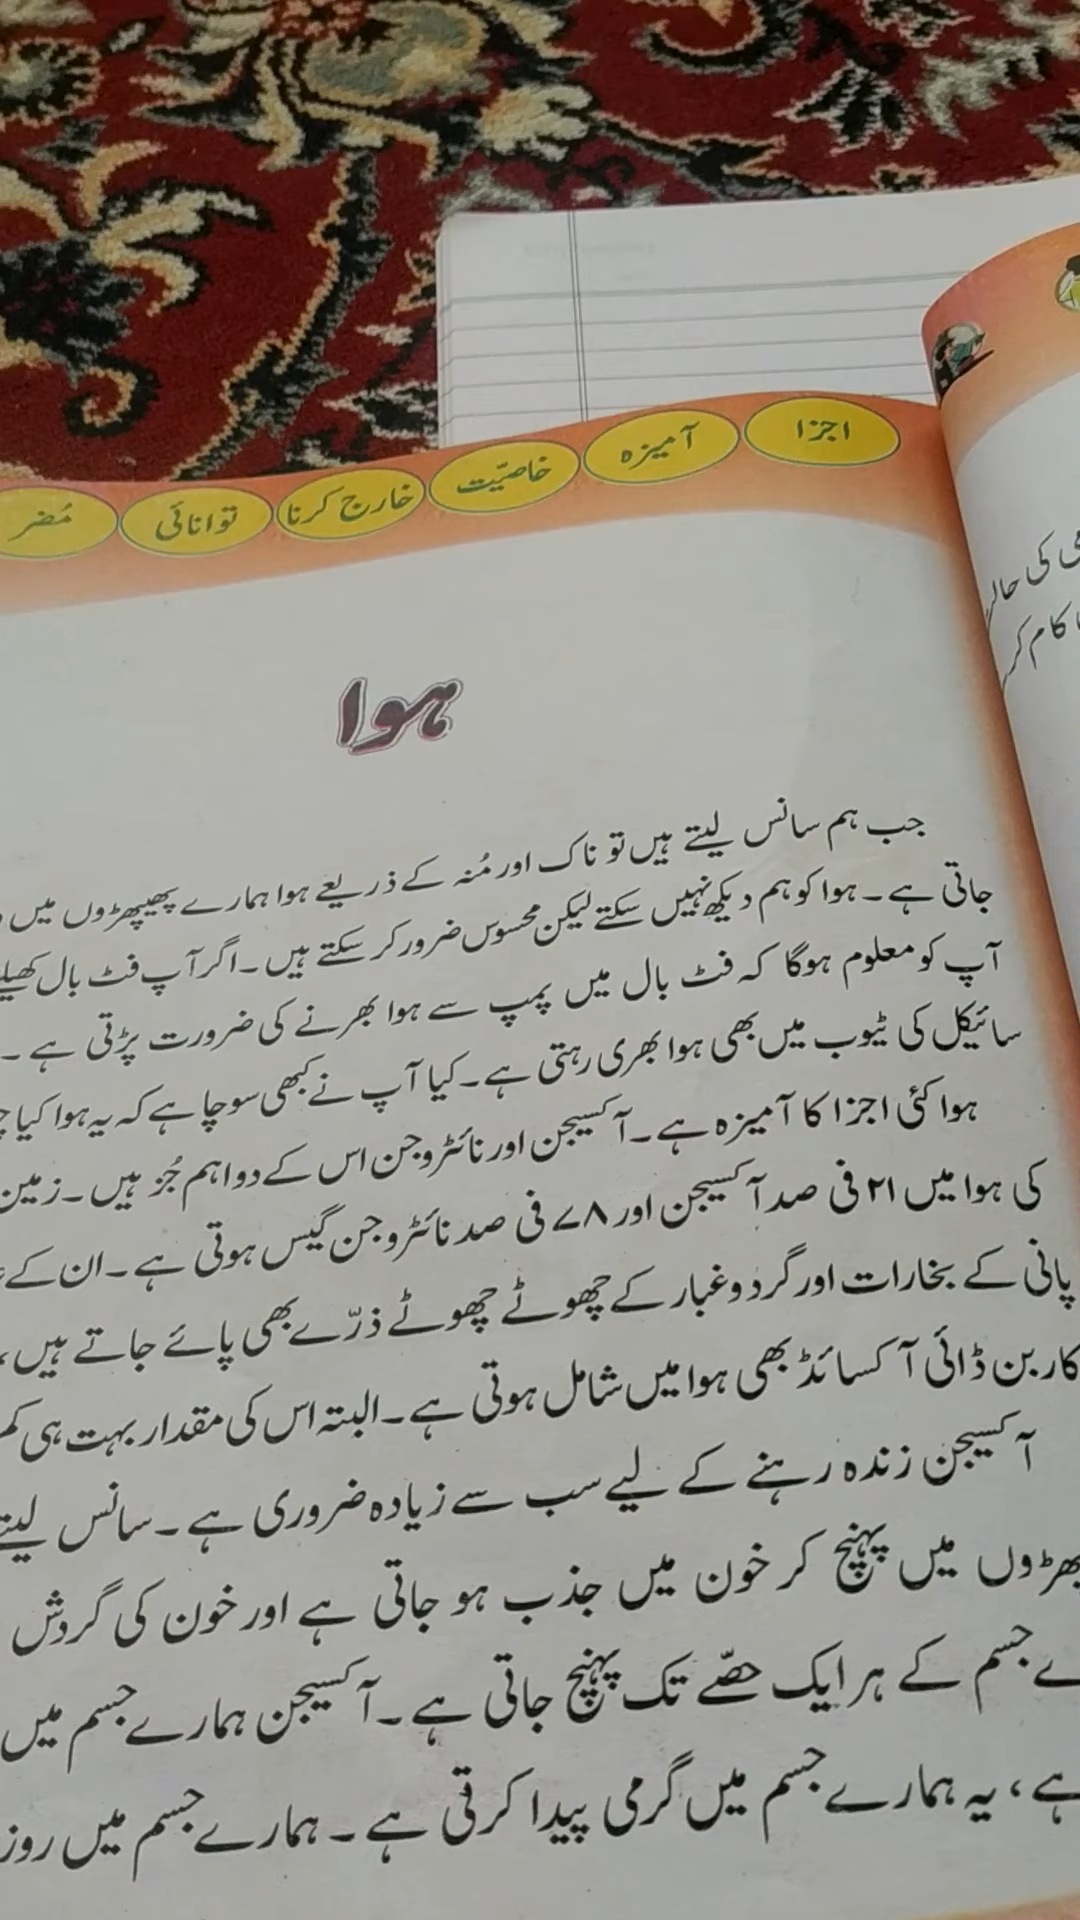 اجزا
آمیزہ
خاصیّت
خارج کرنا
توانائی
مُضر
ہوا
جب ہم سانس لیتے ہیں تو ناک اور مُنہ کے ذریعے ہوا ہمارے پھیپھڑوں میں
جاتی ہے۔ ہوا کو ہم دیکھ نہیں سکتے لیکن محسوس ضرور کر سکتے ہیں۔ اگر آپ فٹ بال
آپ کو معلوم ہوگا کہ فٹ بال میں پمپ سے ہوا بھرنے کی ضرورت پڑتی ہے۔
سائیکل کی ٹیوب میں بھی ہوا بھری رہتی ہے۔ کیا آپ نے کبھی سوچا ہے کہ یہ ہوا کیا
ہوا کئی اجزا کا آمیزہ ہے۔ آکسیجن اور نائٹروجن اس کے دو اہم جُز ہیں۔ زمین
کی ہوا میں ۲۱ فی صد آکسیجن اور ۷۸ فی صد نائٹروجن گیس ہوتی ہے۔ ان کے
پانی کے بخارات اور گرد و غبار کے چھوٹے چھوٹے ذرّے بھی پائے جاتے ہیں،
کاربن ڈائی آکسائڈ بھی ہوا میں شامل ہوتی ہے۔ البتہ اس کی مقدار بہت ہی کم
آکسیجن زندہ رہنے کے لیے سب سے زیادہ ضروری ہے۔ سانس لیتے
میں پہنچ کر خون میں جذب ہو جاتی ہے اور خون کی گردش
جسم کے ہر ایک حصّے تک پہنچ جاتی ہے۔ آکسیجن ہمارے جسم میں
ہے، یہ ہمارے جسم میں گرمی پیدا کرتی ہے۔ ہمارے جسم میں روز
کی
کام کر